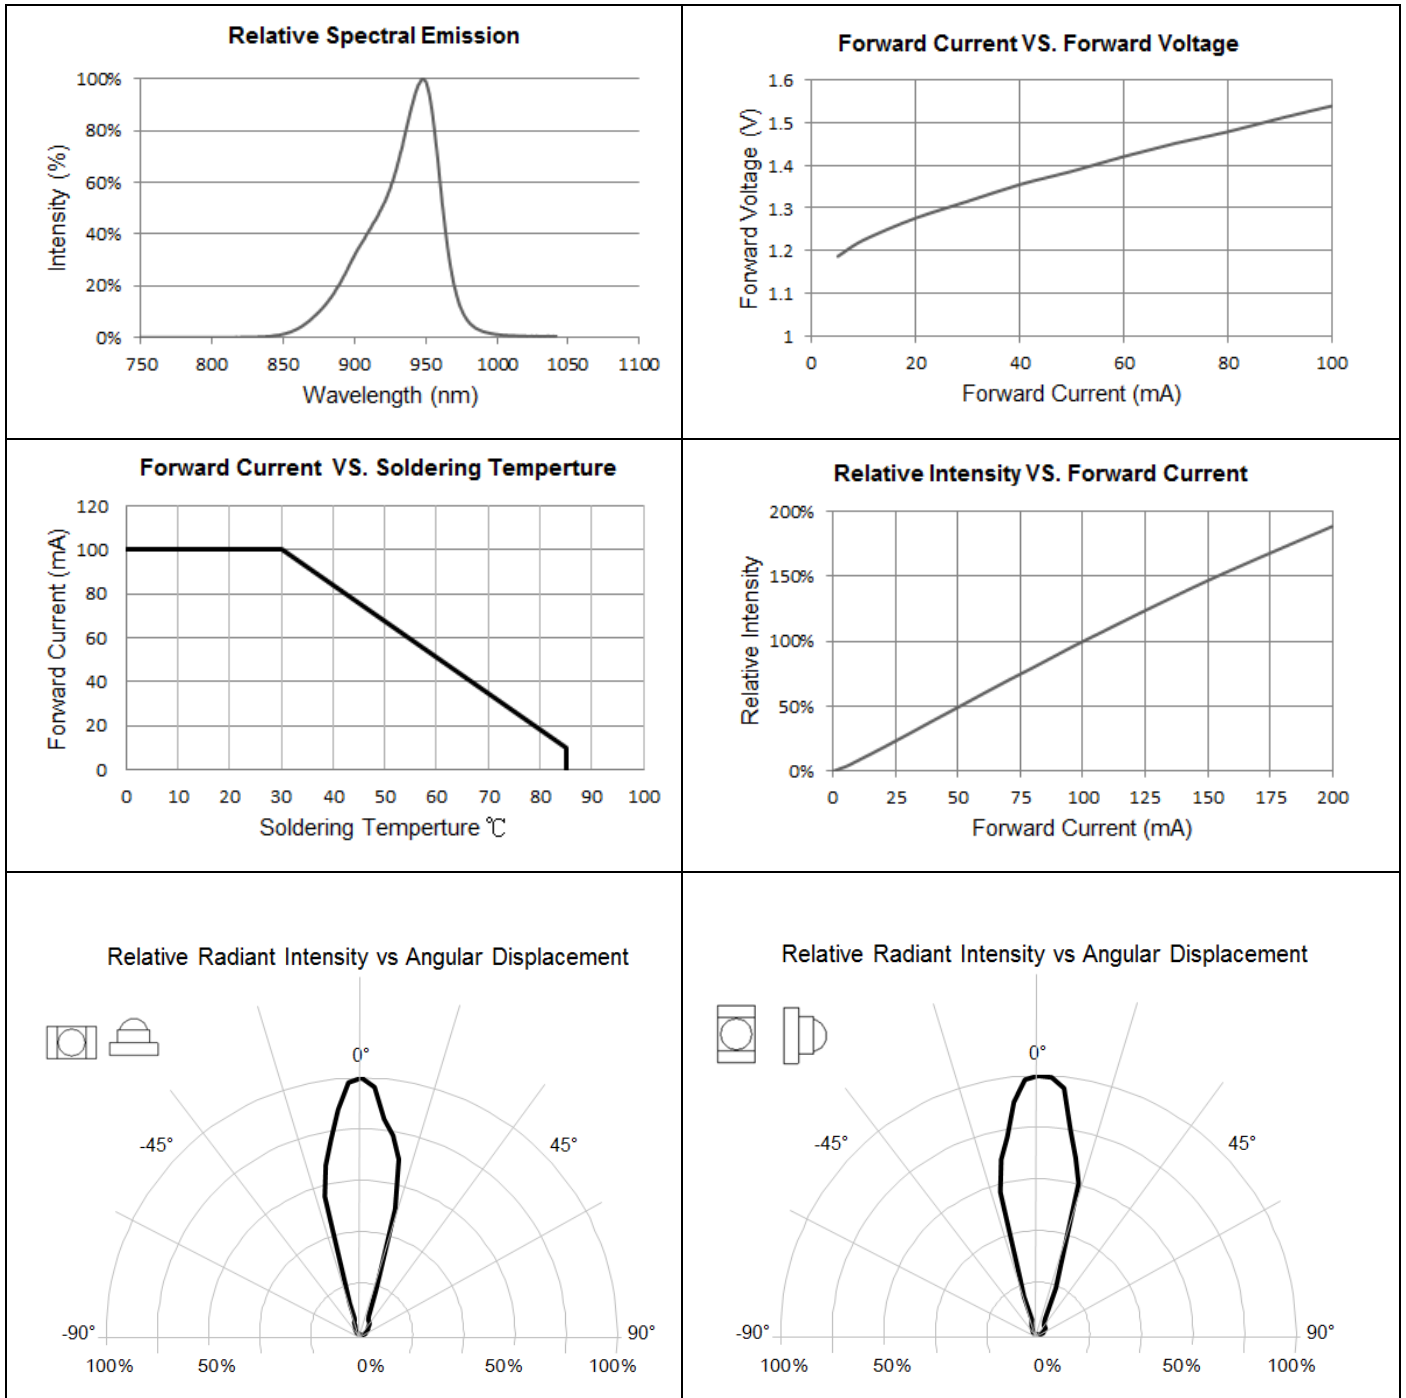 Relative Spectral Emission
100%
80%
60%
40%
20%
0%
Intensity (%)
750 800 850 900 950 1000 1050 1100
Wavelength (nm)
Forward Current VS. Forward Voltage
1.6
1.5
1.4
1.3
1.2
1.1
1
Forward Voltage (V)
0 20 40 60 80 100
Forward Current (mA)
Forward Current VS. Soldering Temperture
120
100
80
60
40
20
0
Forward Current (mA)
0 10 20 30 40 50 60 70 80 90 100
Soldering Temperture ℃
Relative Intensity VS. Forward Current
200%
150%
100%
50%
0%
Relative Intensity
0 25 50 75 100 125 150 175 200
Forward Current (mA)
Relative Radiant Intensity vs Angular Displacement
0°
-45° 45°
-90° 90°
100% 50% 0% 50% 100%
Relative Radiant Intensity vs Angular Displacement
0°
-45° 45°
-90° 90°
100% 50% 0% 50% 100%